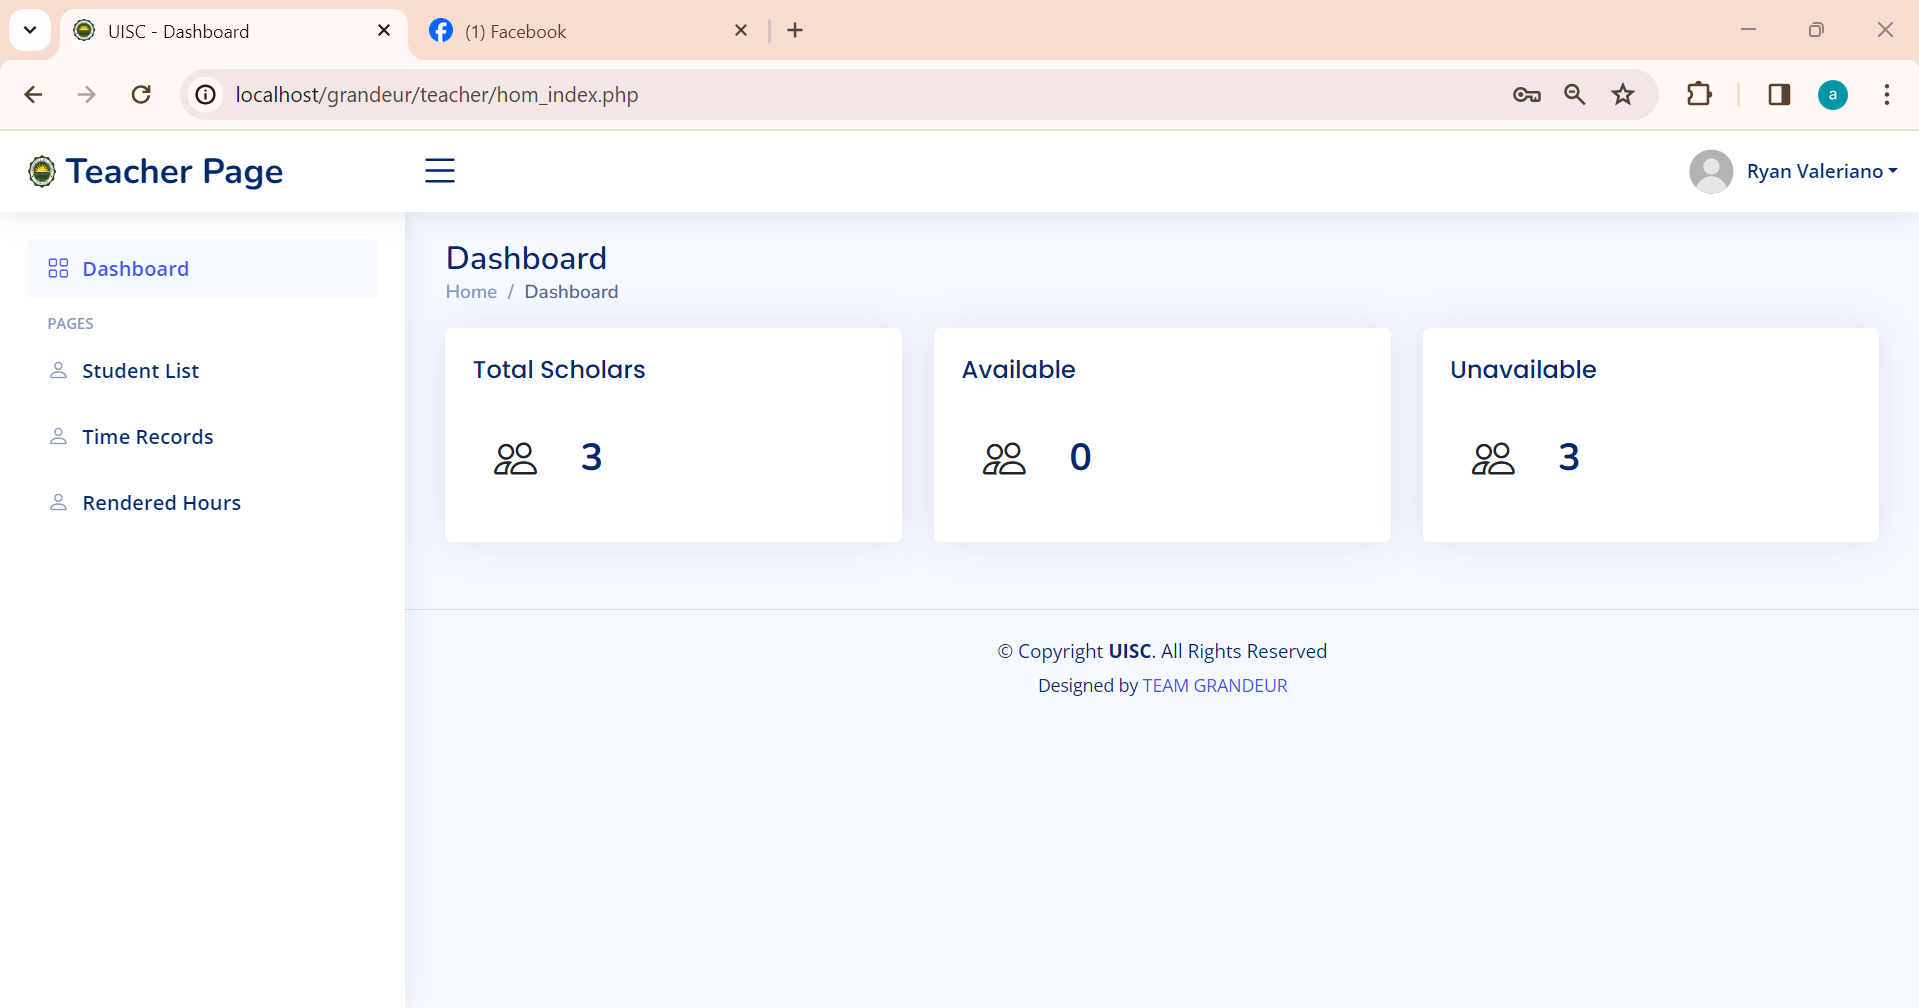 UISC - Dashboard
(1) Facebook
localhost/grandeur/teacher/hom_index.php
a
Teacher Page
Ryan Valeriano
Dashboard
PAGES
Student List
Time Records
Rendered Hours
Dashboard
Home / Dashboard
Total Scholars
3
Available
0
Unavailable
3
© Copyright UISC. All Rights Reserved
Designed by TEAM GRANDEUR